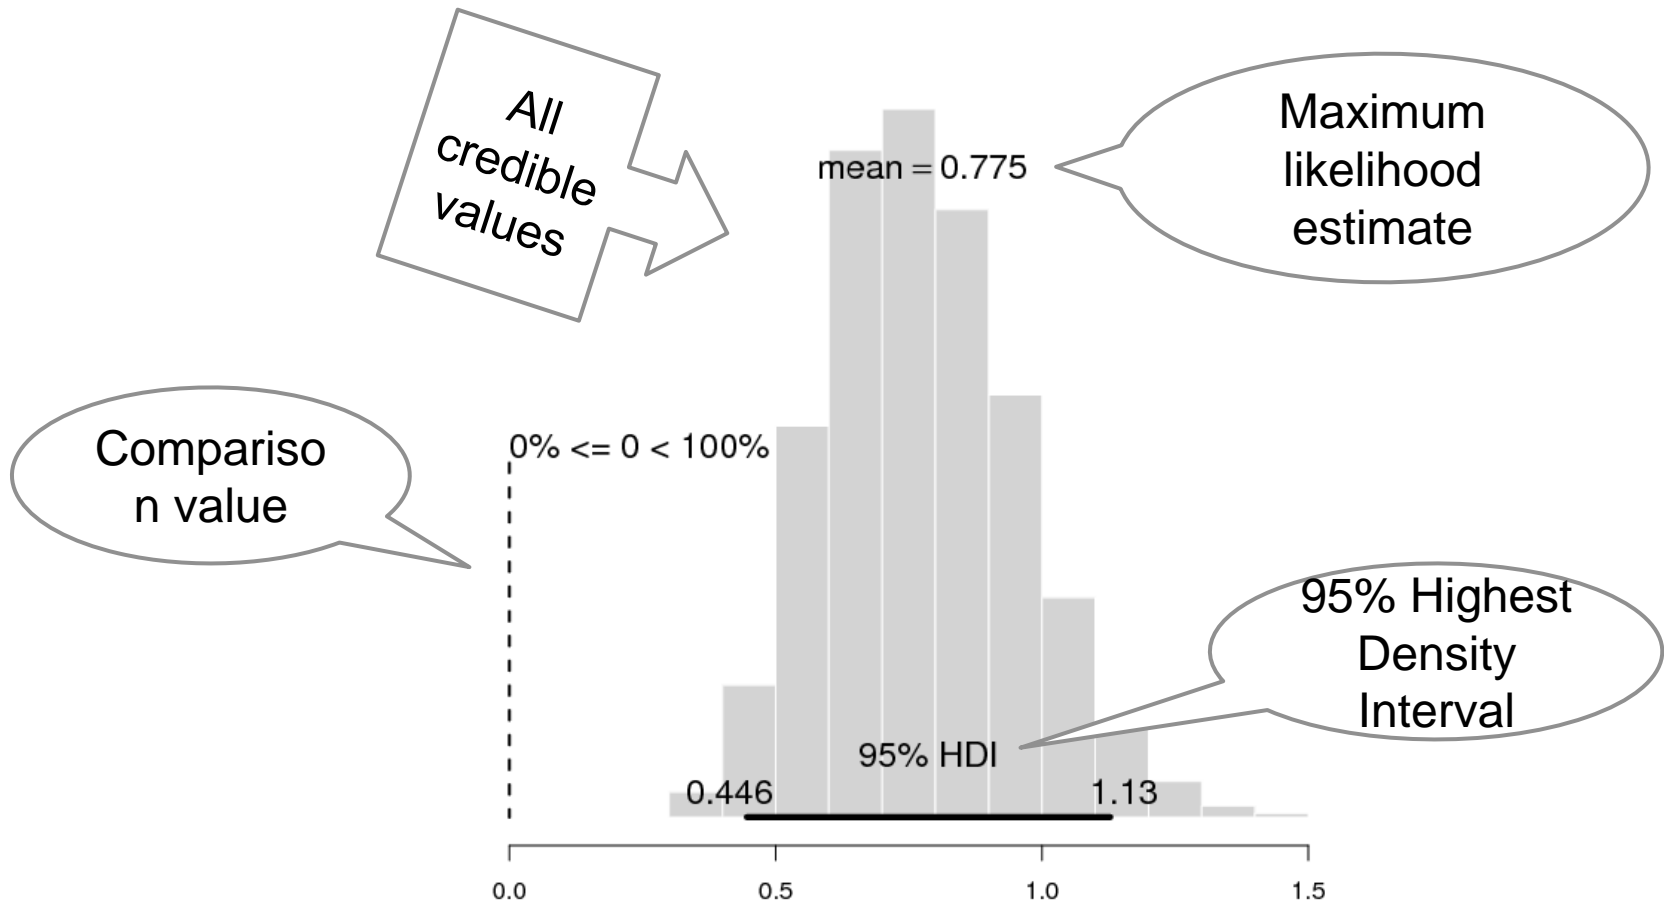 All
credible
values
Maximum
likelihood
estimate
mean = 0.775
Compariso
n value
0% <= 0 < 100%
95% Highest
Density
Interval
95% HDI
0.446
1.13
0.0
0.5
1.0
1.5